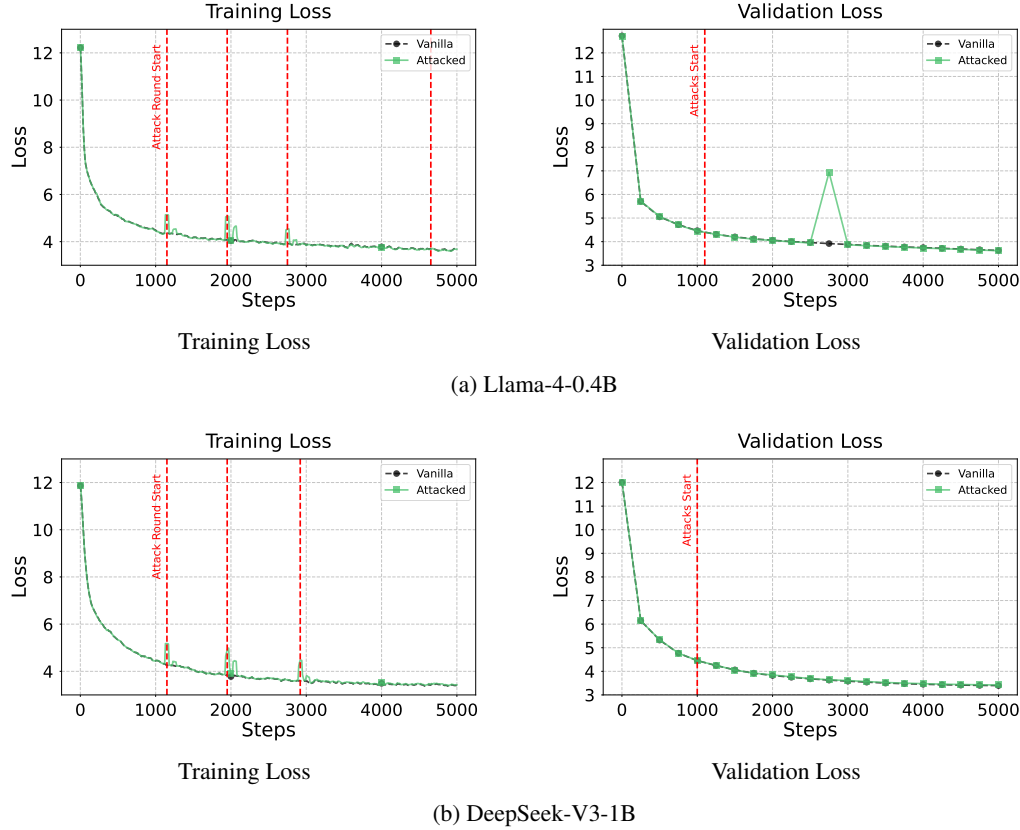 Training Loss
Validation Loss
12
10
8
6
4
Loss
Attack Round Start
Vanilla
Attacked
0 1000 2000 3000 4000 5000
Steps
12
11
10
9
8
7
6
5
4
3
Loss
Attacks Start
Vanilla
Attacked
0 1000 2000 3000 4000 5000
Steps
Training Loss
Validation Loss
(a) Llama-4-0.4B
Training Loss
Validation Loss
12
10
8
6
4
Loss
Attack Round Start
Vanilla
Attacked
0 1000 2000 3000 4000 5000
Steps
12
11
10
9
8
7
6
5
4
3
Loss
Attacks Start
Vanilla
Attacked
0 1000 2000 3000 4000 5000
Steps
Training Loss
Validation Loss
(b) DeepSeek-V3-1B